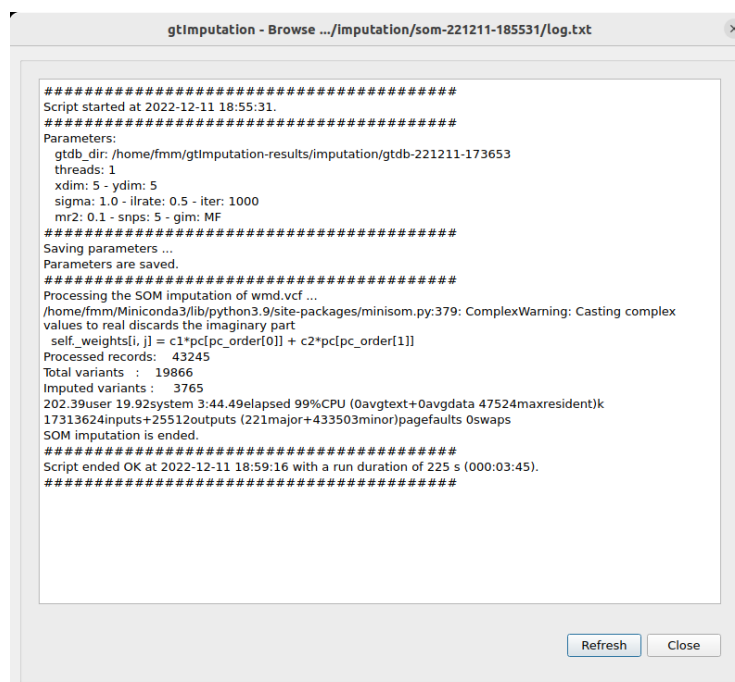 gtImputation - Browse .../imputation/som-221211-185531/log.txt
##########################################
Script started at 2022-12-11 18:55:31.
##########################################
Parameters:
gtdb_dir: /home/fmm/gtImputation-results/imputation/gtdb-221211-173653
threads: 1
xdim: 5 - ydim: 5
sigma: 1.0 - ilrate: 0.5 - iter: 1000
mr2: 0.1 - snps: 5 - gim: MF
##########################################
Saving parameters ...
Parameters are saved.
##########################################
Processing the SOM imputation of wmd.vcf ...
/home/fmm/Miniconda3/lib/python3.9/site-packages/minisom.py:379: ComplexWarning: Casting complex
values to real discards the imaginary part
self._weights[i, j] = c1*pc[pc_order[0]] + c2*pc[pc_order[1]]
Processed records: 43245
Total variants : 19866
Imputed variants : 3765
202.39user 19.92system 3:44.49elapsed 99%CPU (0avgtext+0avgdata 47524maxresident)k
17313624inputs+25512outputs (221major+433503minor)pagefaults 0swaps
SOM imputation is ended.
##########################################
Script ended OK at 2022-12-11 18:59:16 with a run duration of 225 s (000:03:45).
##########################################
Refresh Close